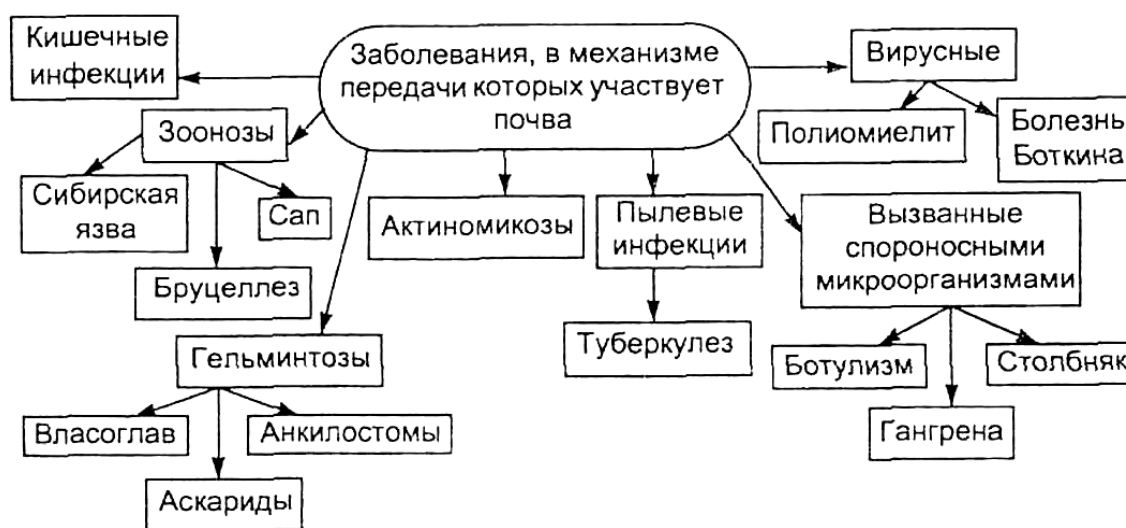 Кишечные
инфекции
Заболевания, в механизме
передачи которых участвует
почва
Вирусные
Полиомиелит
Болезнь
Боткина
Зоонозы
Сибирская
язва
Сап
Бруцеллез
Актиномикозы
Пылевые
инфекции
Туберкулез
Вызванные
спороносными
микроорганизмами
Ботулизм
Столбняк
Гангрена
Гельминтозы
Власоглав
Анкилостомы
Аскариды